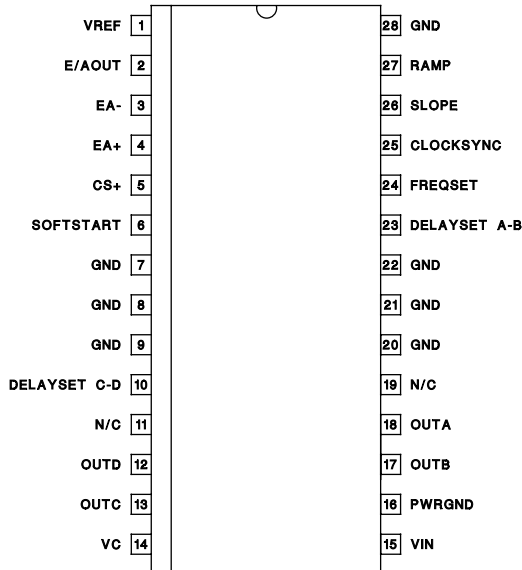 VREF 1 28 GND
E/AOUT 2 27 RAMP
EA- 3 26 SLOPE
EA+ 4 25 CLOCKSYNC
CS+ 5 24 FREQSET
SOFTSTART 6 23 DELAYSET A-B
GND 7 22 GND
GND 8 21 GND
GND 9 20 GND
DELAYSET C-D 10 19 N/C
N/C 11 18 OUTA
OUTD 12 17 OUTB
OUTC 13 16 PWRGND
VC 14 15 VIN